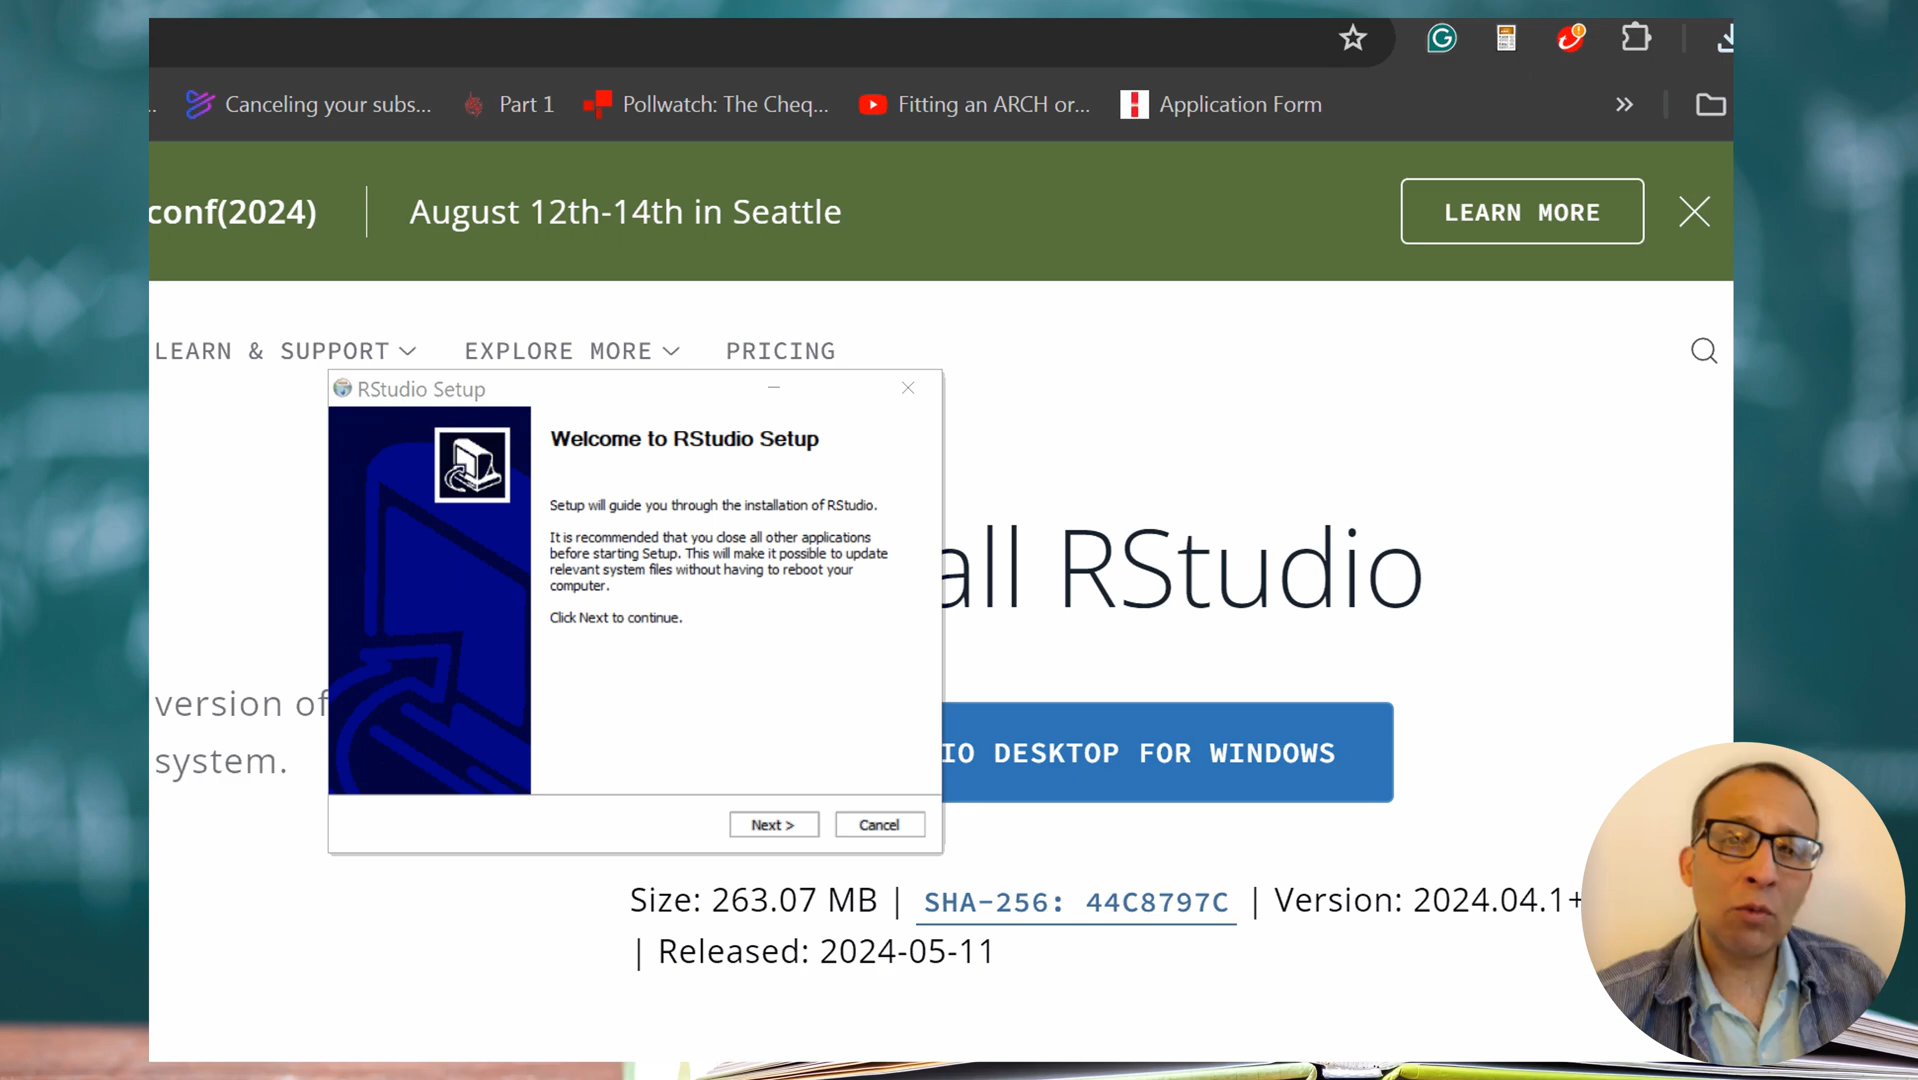 . Canceling your subs... Part 1 Pollwatch: The Cheq... Fitting an ARCH or... Application Form »
conf(2024) August 12th-14th in Seattle LEARN MORE
LEARN & SUPPORT EXPLORE MORE PRICING
RStudio Setup
Welcome to RStudio Setup
Setup will guide you through the installation of RStudio.
It is recommended that you close all other applications
before starting Setup. This will make it possible to update
relevant system files without having to reboot your
computer.
Click Next to continue.
Next > Cancel
all RStudio
version of
system.
IO DESKTOP FOR WINDOWS
Size: 263.07 MB | SHA-256: 44C8797C | Version: 2024.04.1+
| Released: 2024-05-11